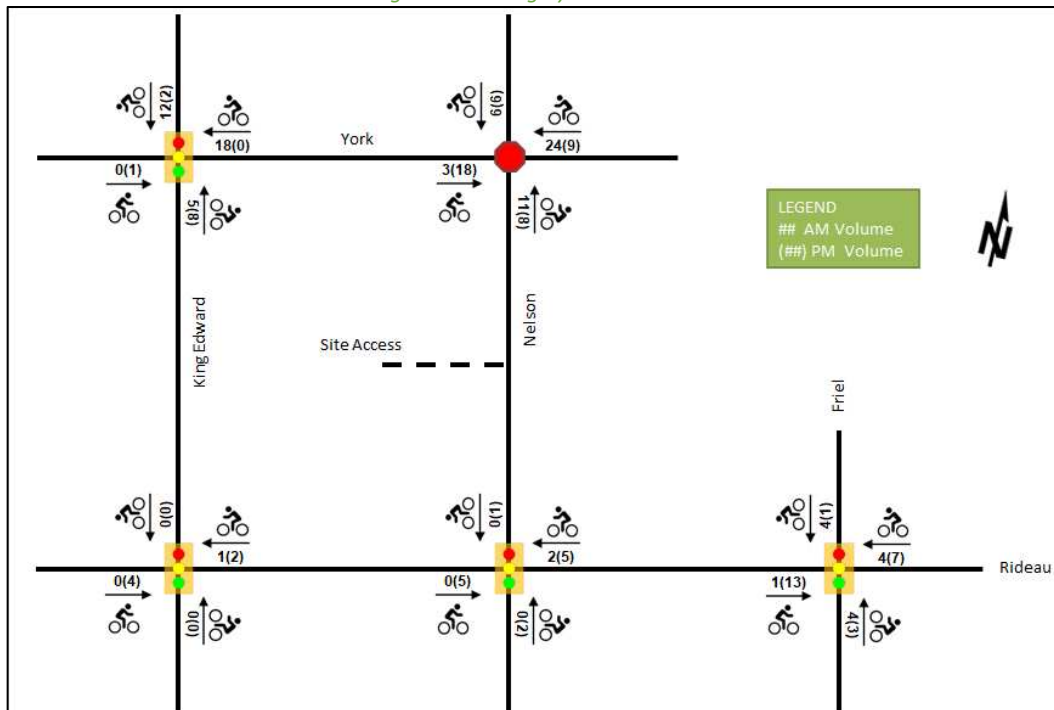 12(2)
18(0)
York
24(9)
0(1)
5(8)
3(18)
11(8)
LEGEND
## AM Volume
(##) PM Volume
N
King Edward
Site Access
Nelson
Friel
0(0)
1(2)
0(1)
2(5)
4(1)
4(7)
Rideau
0(4)
0(0)
0(5)
0(2)
1(13)
4(3)